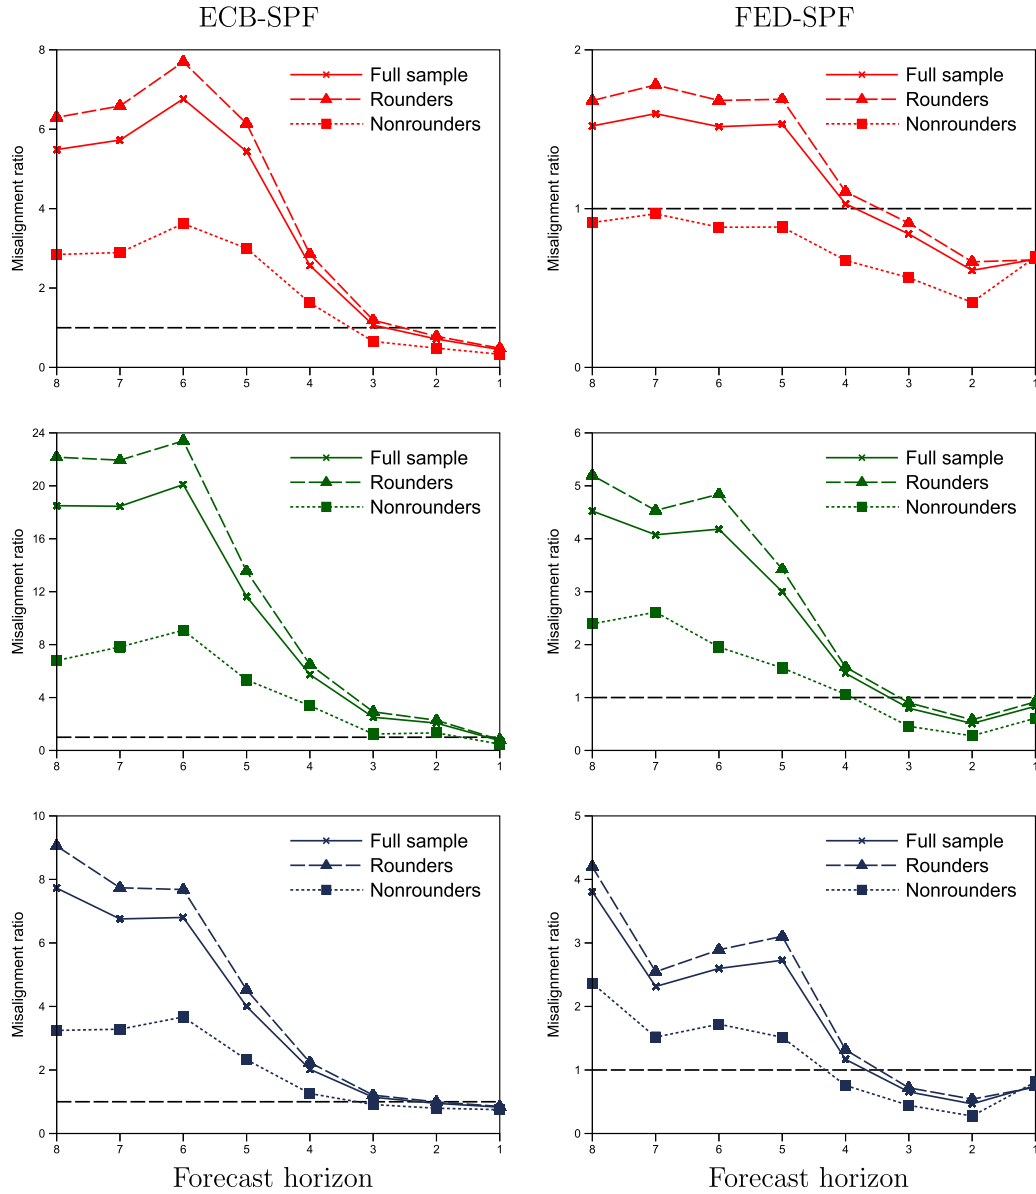 ECB-SPF
FED-SPF
8
6
4
2
0
Misalignment ratio
Full sample
Rounders
Nonrounders
8 7 6 5 4 3 2 1
2
1
0
Misalignment ratio
Full sample
Rounders
Nonrounders
8 7 6 5 4 3 2 1
24
20
16
12
8
4
0
Misalignment ratio
Full sample
Rounders
Nonrounders
8 7 6 5 4 3 2 1
6
5
4
3
2
1
0
Misalignment ratio
Full sample
Rounders
Nonrounders
8 7 6 5 4 3 2 1
10
8
6
4
2
0
Misalignment ratio
Full sample
Rounders
Nonrounders
8 7 6 5 4 3 2 1
Forecast horizon
5
4
3
2
1
0
Misalignment ratio
Full sample
Rounders
Nonrounders
8 7 6 5 4 3 2 1
Forecast horizon